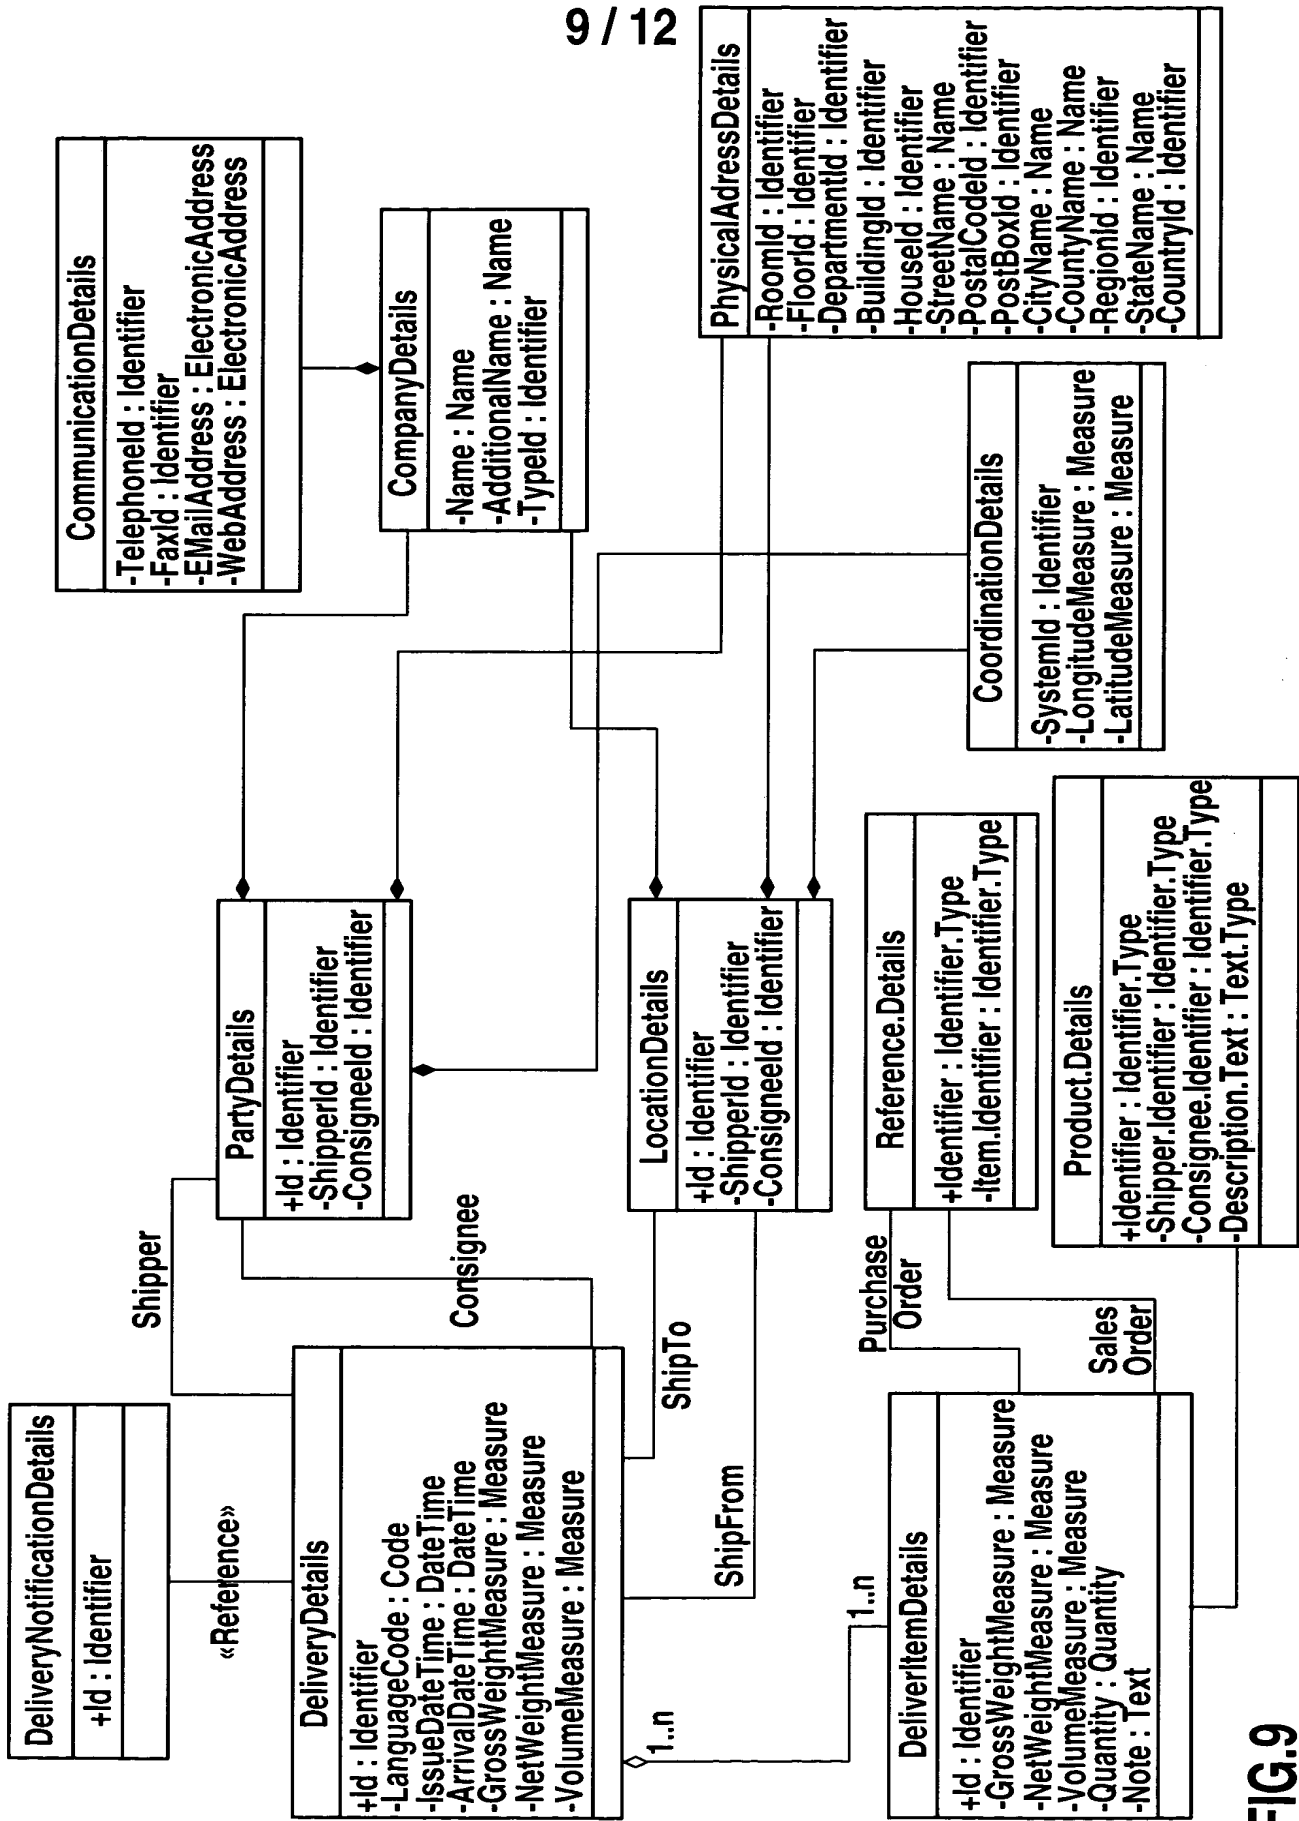 9 / 12
DeliveryNotificationDetails
+Id : Identifier
«Reference»
DeliveryDetails
+Id : Identifier
-LanguageCode : Code
-IssueDateTime : DateTime
-ArrivalDateTime : DateTime
-GrossWeightMeasure : Measure
-NetWeightMeasure : Measure
-VolumeMeasure : Measure
Shipper
Consignee
ShipTo
ShipFrom
1..n
1..n
DeliverItemDetails
+Id : Identifier
-GrossWeightMeasure : Measure
-NetWeightMeasure : Measure
-VolumeMeasure : Measure
-Quantity : Quantity
-Note : Text
Purchase
Order
Sales
Order
PartyDetails
+Id : Identifier
-ShipperId : Identifier
-ConsigneeId : Identifier
LocationDetails
+Id : Identifier
-ShipperId : Identifier
-ConsigneeId : Identifier
Reference.Details
+Identifier : Identifier.Type
-Item.Identifier : Identifier.Type
Product.Details
+Identifier : Identifier.Type
-Shipper.Identifier : Identifier.Type
-Consignee.Identifier : Identifier.Type
-Description.Text : Text.Type
CommunicationDetails
-TelephoneId : Identifier
-FaxId : Identifier
-EMailAddress : ElectronicAddress
-WebAddress : ElectronicAddress
CompanyDetails
-Name : Name
-AdditionalName : Name
-TypeId : Identifier
CoordinationDetails
-SystemId : Identifier
-LongitudeMeasure : Measure
-LatitudeMeasure : Measure
PhysicalAdressDetails
-RoomId : Identifier
-FloorId : Identifier
-DepartmentId : Identifier
-BuildingId : Identifier
-HouseId : Identifier
-StreetName : Name
-PostalCodeId : Identifier
-PostBoxId : Identifier
-CityName : Name
-CountyName : Name
-RegionId : Identifier
-StateName : Name
-CountryId : Identifier
FIG.9